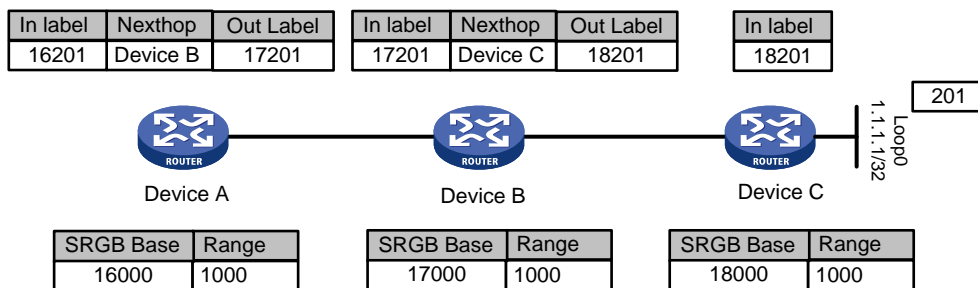 In label Nexthop Out Label
16201 Device B 17201
In label Nexthop Out Label
17201 Device C 18201
In label
18201
201
Loop0
1.1.1.1/32
ROUTER
ROUTER
ROUTER
Device A
Device B
Device C
SRGB Base Range
16000 1000
SRGB Base Range
17000 1000
SRGB Base Range
18000 1000